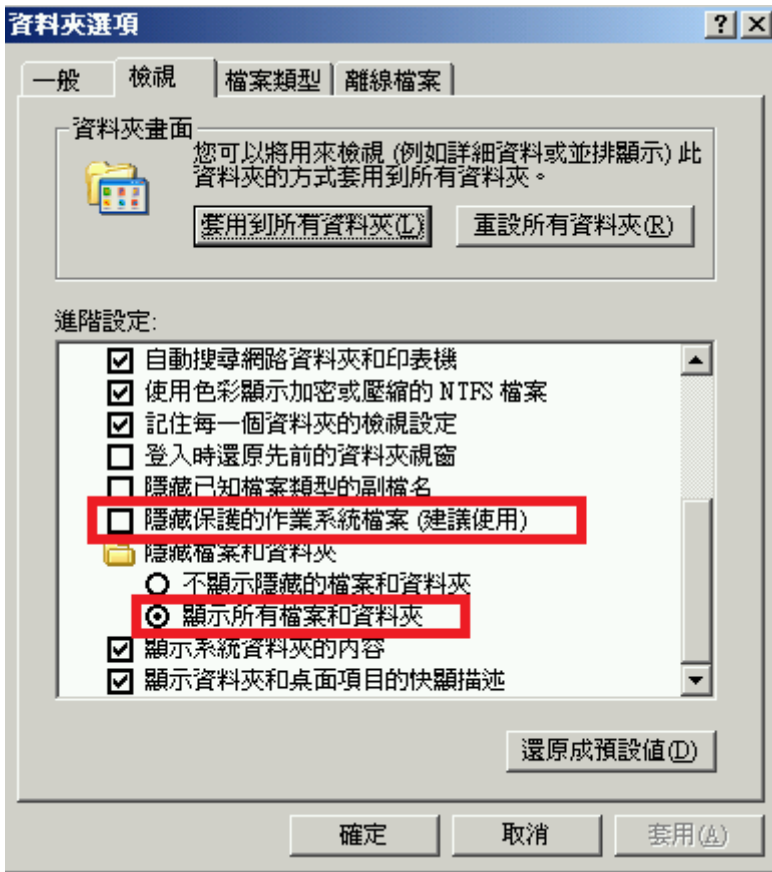 資料夾選項
一般 檢視 檔案類型 離線檔案
資料夾畫面
您可以將用來檢視 (例如詳細資料或並排顯示) 此
資料夾的方式套用到所有資料夾。
套用到所有資料夾(L) 重設所有資料夾(R)
進階設定:
自動搜尋網路資料夾和印表機
使用色彩顯示加密或壓縮的 NTFS 檔案
記住每一個資料夾的檢視設定
登入時還原先前的資料夾視窗
隱藏已知檔案類型的副檔名
隱藏保護的作業系統檔案 (建議使用)
隱藏檔案和資料夾
不顯示隱藏的檔案和資料夾
顯示所有檔案和資料夾
顯示系統資料夾的內容
顯示資料夾和桌面項目的快顯描述
還原成預設值(D)
確定 取消 套用(A)